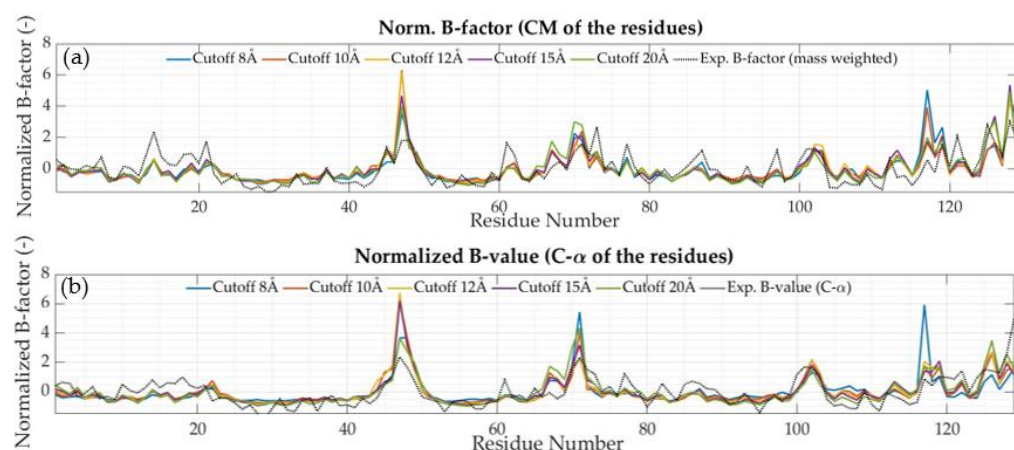 Norm. B-factor (CM of the residues)
(a)
Cutoff 8Å Cutoff 10Å Cutoff 12Å Cutoff 15Å Cutoff 20Å Exp. B-factor (mass weighted)
Normalized B-factor (-)
8
6
4
2
0
20 40 60 80 100 120
Residue Number
Normalized B-value (C-α of the residues)
(b)
Cutoff 8Å Cutoff 10Å Cutoff 12Å Cutoff 15Å Cutoff 20Å Exp. B-value (C-α)
Normalized B-factor (-)
8
6
4
2
0
20 40 60 80 100 120
Residue Number